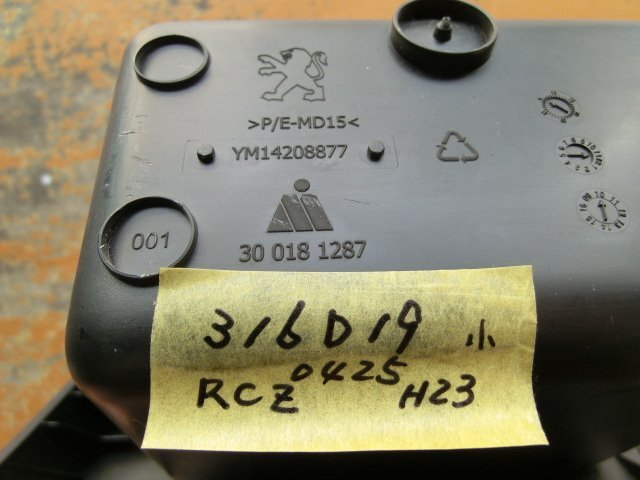 >P/E-MD15<
YM14208877
001
30 018 1287
316D19 小
0425
RCZ H23